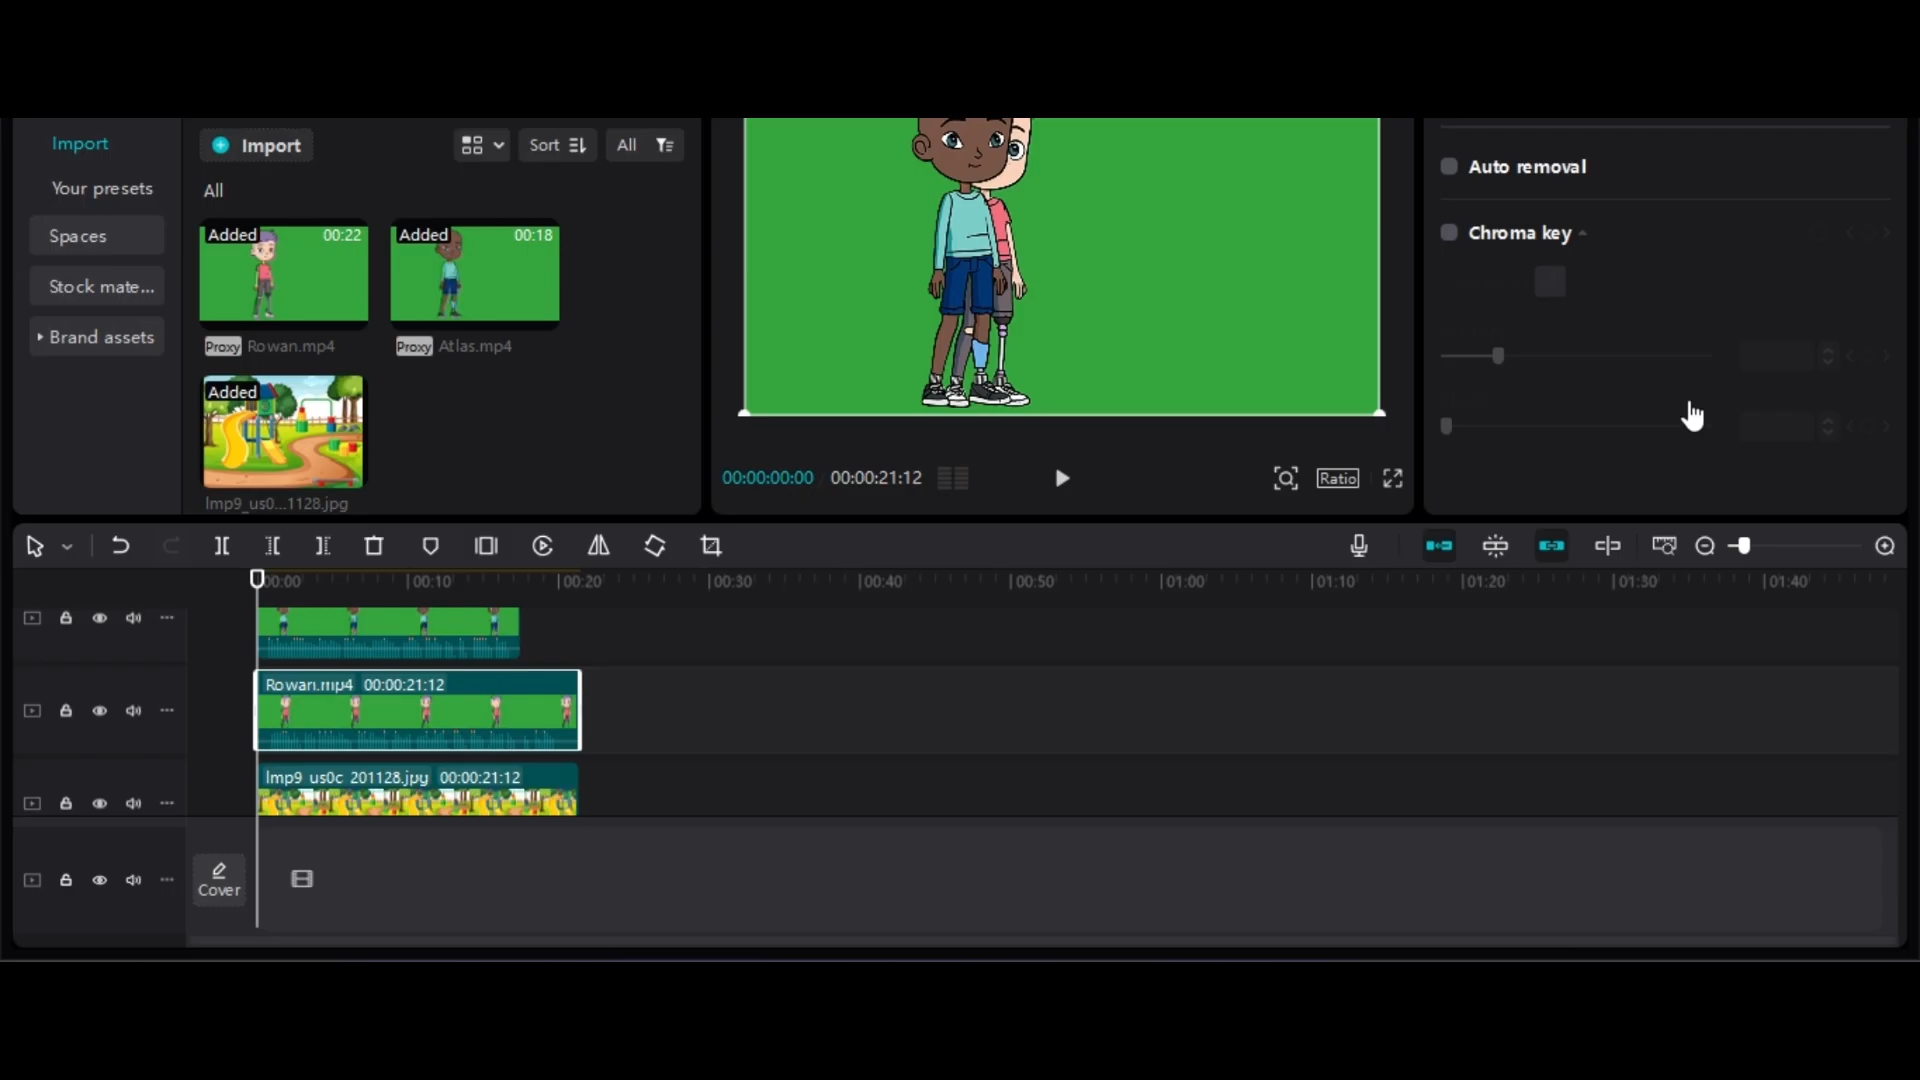 Import
Your presets
Spaces
Stock mate...
Brand assets
Import
Sort
All
All
Added 00:22
Added 00:18
Proxy Rowan.mp4
Proxy Atlas.mp4
Added
lmp9_us0...1128.jpg
00:00:00:00 00:00:21:12
Ratio
Auto removal
Chroma key
00:00 00:10 00:20 00:30 00:40 00:50 01:00 01:10 01:20 01:30 01:40
Rowan.mp4 00:00:21:12
lmp9_us0c_201128.jpg 00:00:21:12
Cover